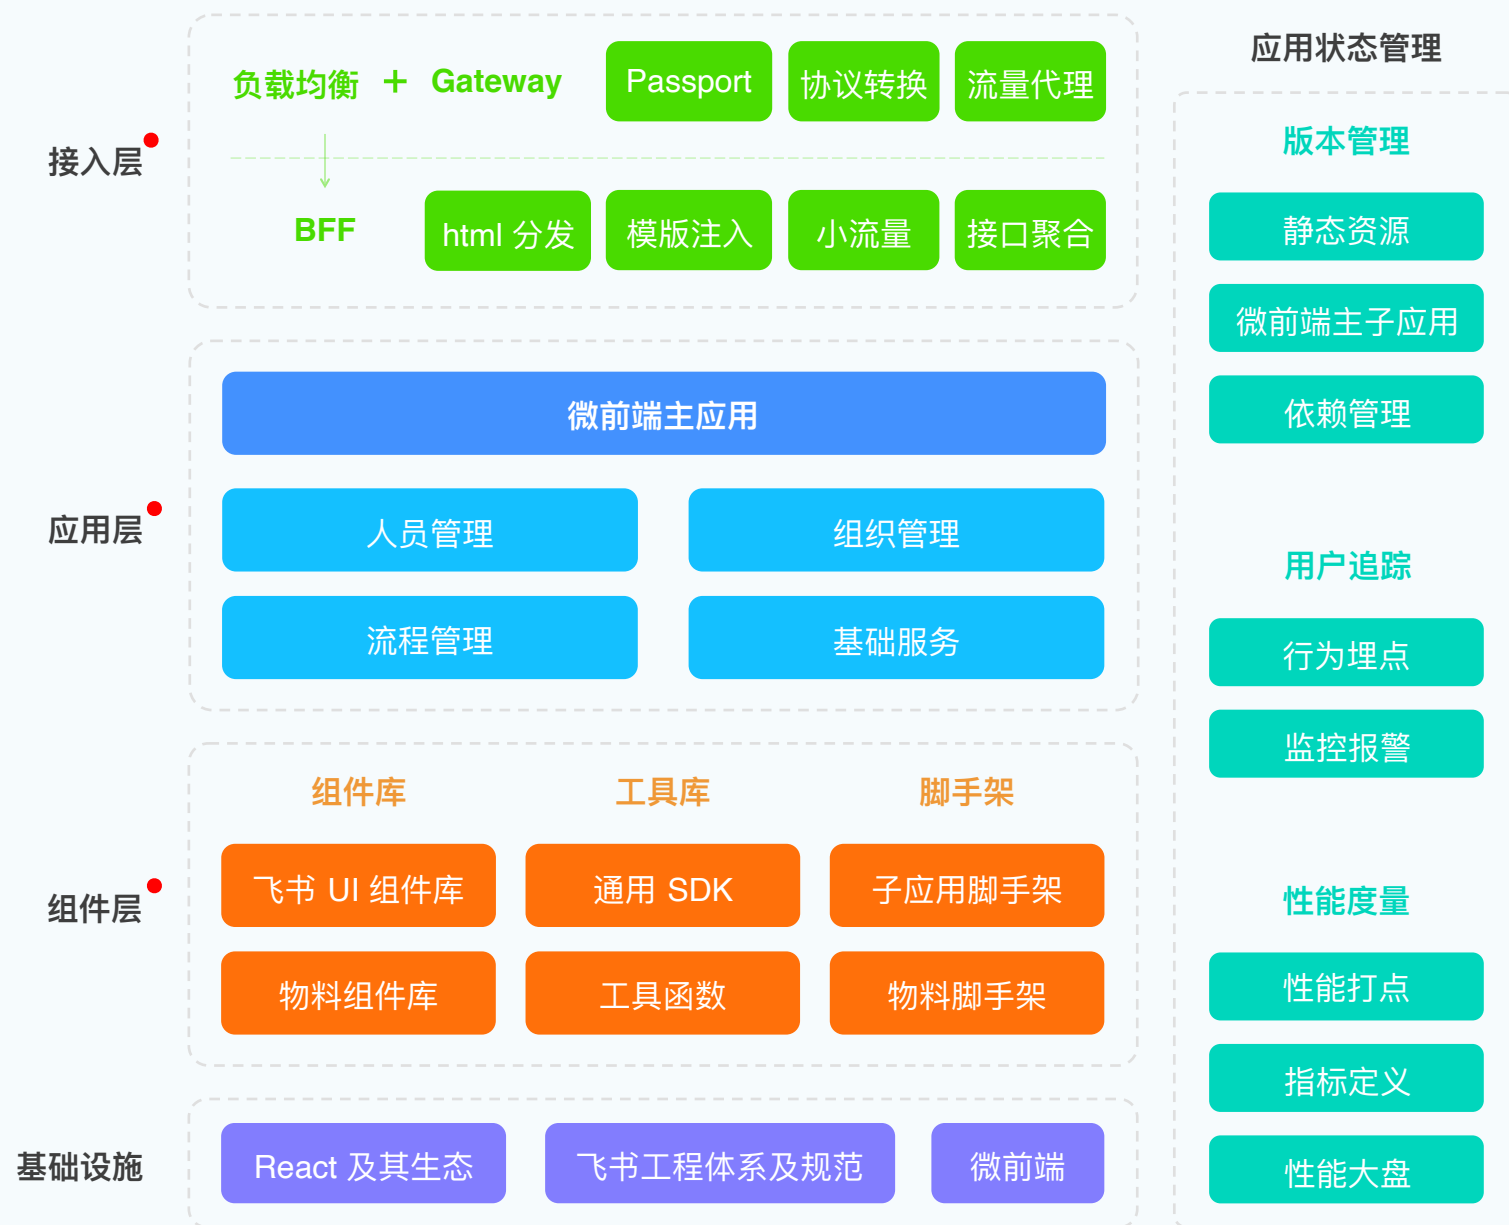 接入层
负载均衡 + Gateway
Passport
协议转换
流量代理
BFF
html 分发
模版注入
小流量
接口聚合
应用层
微前端主应用
人员管理
组织管理
流程管理
基础服务
组件层
组件库
工具库
脚手架
飞书 UI 组件库
通用 SDK
子应用脚手架
物料组件库
工具函数
物料脚手架
基础设施
React 及其生态
飞书工程体系及规范
微前端
应用状态管理
版本管理
静态资源
微前端主子应用
依赖管理
用户追踪
行为埋点
监控报警
性能度量
性能打点
指标定义
性能大盘